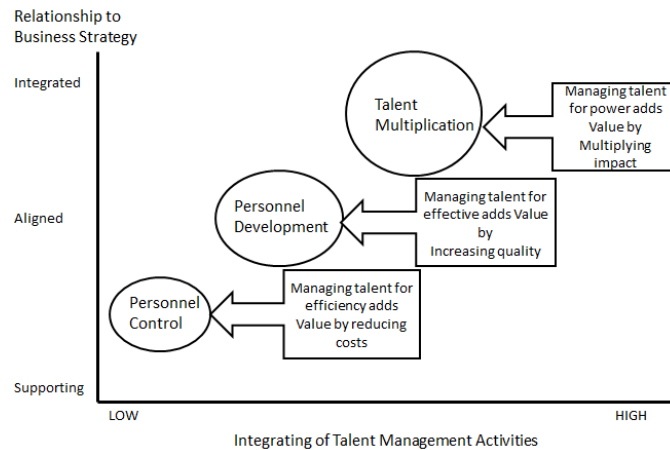 Relationship to
Business Strategy
Integrated
Talent
Multiplication
Managing talent
for power adds
Value by
Multiplying
impact
Aligned
Personnel
Development
Managing talent for
effective adds Value
by
Increasing quality
Personnel
Control
Managing talent for
efficiency adds
Value by reducing
costs
Supporting
LOW
HIGH
Integrating of Talent Management Activities